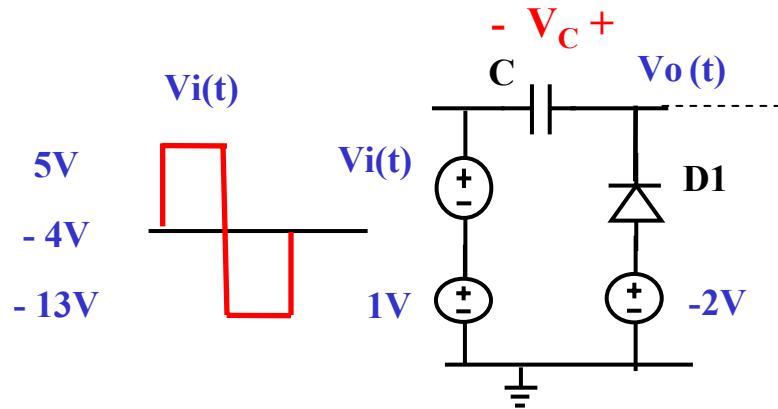 - V_C +
C
Vo (t)
Vi(t)
5V
- 4V
- 13V
Vi(t)
+
-
1V
+
-
D1
+
-
-2V